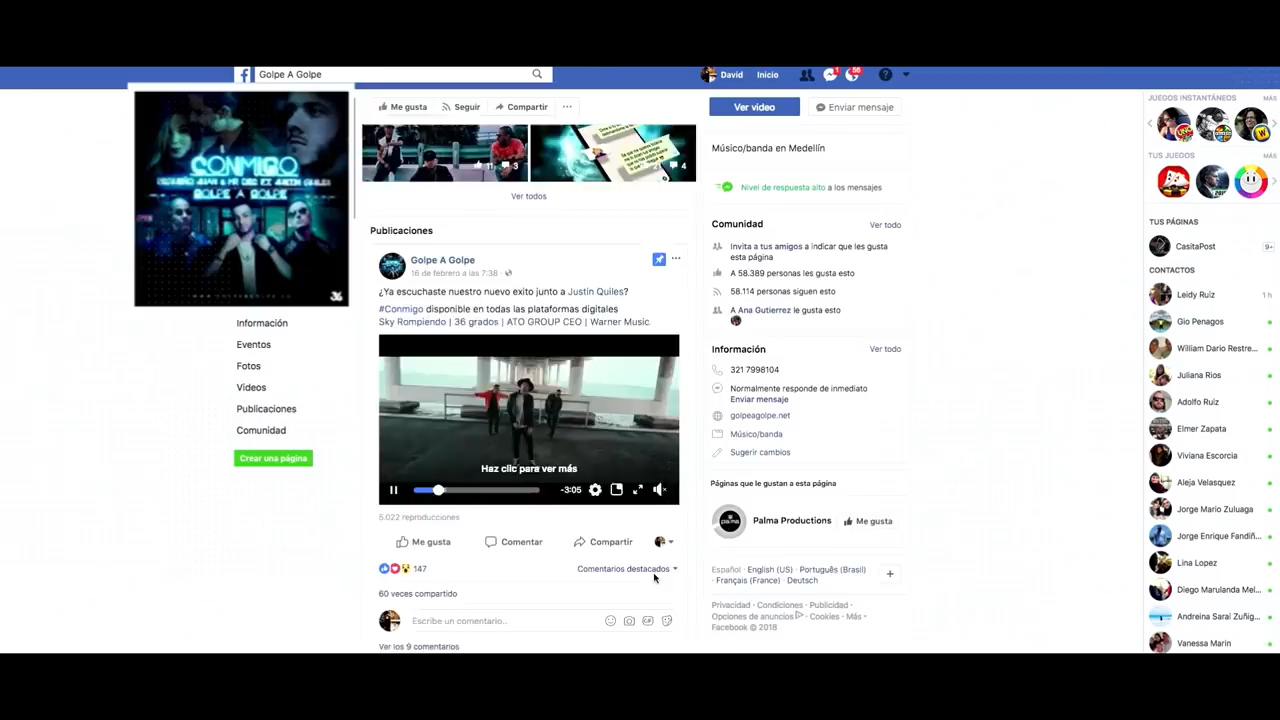 Golpe A Golpe
David
Inicio
1
56
CONMIGO
GOLPE A GOLPE
36
Información
Eventos
Fotos
Videos
Publicaciones
Comunidad
Crear una página
Me gusta
Seguir
Compartir
11
3
4
Ver todos
Publicaciones
Golpe A Golpe
16 de febrero a las 7:38 ·
¿Ya escuchaste nuestro nuevo exito junto a Justin Quiles?
#Conmigo disponible en todas las plataformas digitales
Sky Rompiendo | 36 grados | ATO GROUP CEO | Warner Music.
Haz clic para ver más
-3:05
5.022 reproducciones
Me gusta
Comentar
Compartir
147
Comentarios destacados
60 veces compartido
Escribe un comentario...
GIF
Ver los 9 comentarios
Ver video
Enviar mensaje
Músico/banda en Medellín
Nivel de respuesta alto a los mensajes
Comunidad
Ver todo
Invita a tus amigos a indicar que les gusta
esta página
A 58.389 personas les gusta esto
58.114 personas siguen esto
A Ana Gutierrez le gusta esto
Información
Ver todo
321 7998104
Normalmente responde de inmediato
Enviar mensaje
golpeagolpe.net
Músico/banda
Sugerir cambios
Páginas que le gustan a esta página
palma
Palma Productions
Me gusta
Español · English (US) · Português (Brasil)
· Français (France) · Deutsch
Privacidad · Condiciones · Publicidad ·
Opciones de anuncios · Cookies · Más
Facebook © 2018
JUEGOS INSTANTÁNEOS
MÁS
TUS JUEGOS
MÁS
TUS PÁGINAS
CasitaPost
9+
CONTACTOS
Leidy Ruiz
1 h
Gio Penagos
William Dario Restre...
Juliana Rios
Adolfo Ruiz
Elmer Zapata
Viviana Escorcia
Aleja Velasquez
Jorge Mario Zuluaga
Jorge Enrique Fandiñ...
Lina Lopez
Diego Marulanda Mel...
Andreina Sarai Zuñig...
Vanessa Marin